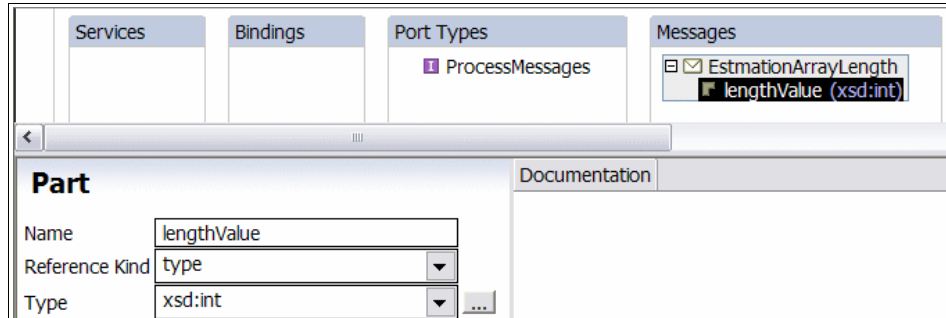 Services Bindings Port Types Messages
I ProcessMessages EstmationArrayLength
lengthValue (xsd:int)
Part Documentation
Name lengthValue
Reference Kind type
Type xsd:int ...